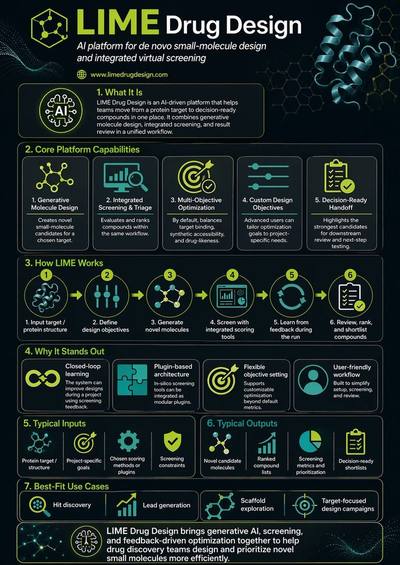 LIME Drug Design
AI platform for de novo small-molecule design
and integrated virtual screening
www.limedrugdesign.com
AI
1. What It Is
LIME Drug Design is an AI-driven platform that helps
teams move from a protein target to decision-ready
compounds in one place. It combines generative
molecule design, integrated screening, and result
review in a unified workflow.
2. Core Platform Capabilities
1. Generative
Molecule Design
Creates novel
small-molecule
candidates for a
chosen target.
2. Integrated
Screening & Triage
Evaluates and ranks
compounds within
the same workflow.
3. Multi-Objective
Optimization
By default, balances
target binding,
synthetic accessibility,
and drug-likeness.
4. Custom Design
Objectives
Advanced users can
tailor optimization
goals to project-
specific needs.
5. Decision-Ready
Handoff
Highlights the
strongest candidates
for downstream
review and next-step
testing.
3. How LIME Works
1
2
3
4
5
6
1. Input target /
protein structure
2. Define
design objectives
3. Generate
novel molecules
4. Screen with
integrated scoring
tools
5. Learn from
feedback during
the run
6. Review, rank,
and shortlist
compounds
4. Why It Stands Out
Closed-loop
learning
The system can
improve designs
during a project
using screening
feedback.
Plugin-based
architecture
In-silico screening
tools can be
integrated as
modular plugins.
Flexible
objective setting
Supports
customizable
optimization
beyond default
metrics.
User-friendly
workflow
Built to simplify
setup, screening,
and review.
5. Typical Inputs
Protein target /
structure
Project-specific
goals
Chosen scoring
methods or
plugins
Screening
constraints
6. Typical Outputs
Novel candidate
molecules
Ranked
compound
lists
Screening
metrics and
prioritization
Decision-ready
shortlists
7. Best-Fit Use Cases
Hit discovery
Lead generation
Scaffold
exploration
Target-focused
design campaigns
LIME Drug Design brings generative AI, screening,
and feedback-driven optimization together to help
drug discovery teams design and prioritize novel
small molecules more efficiently.